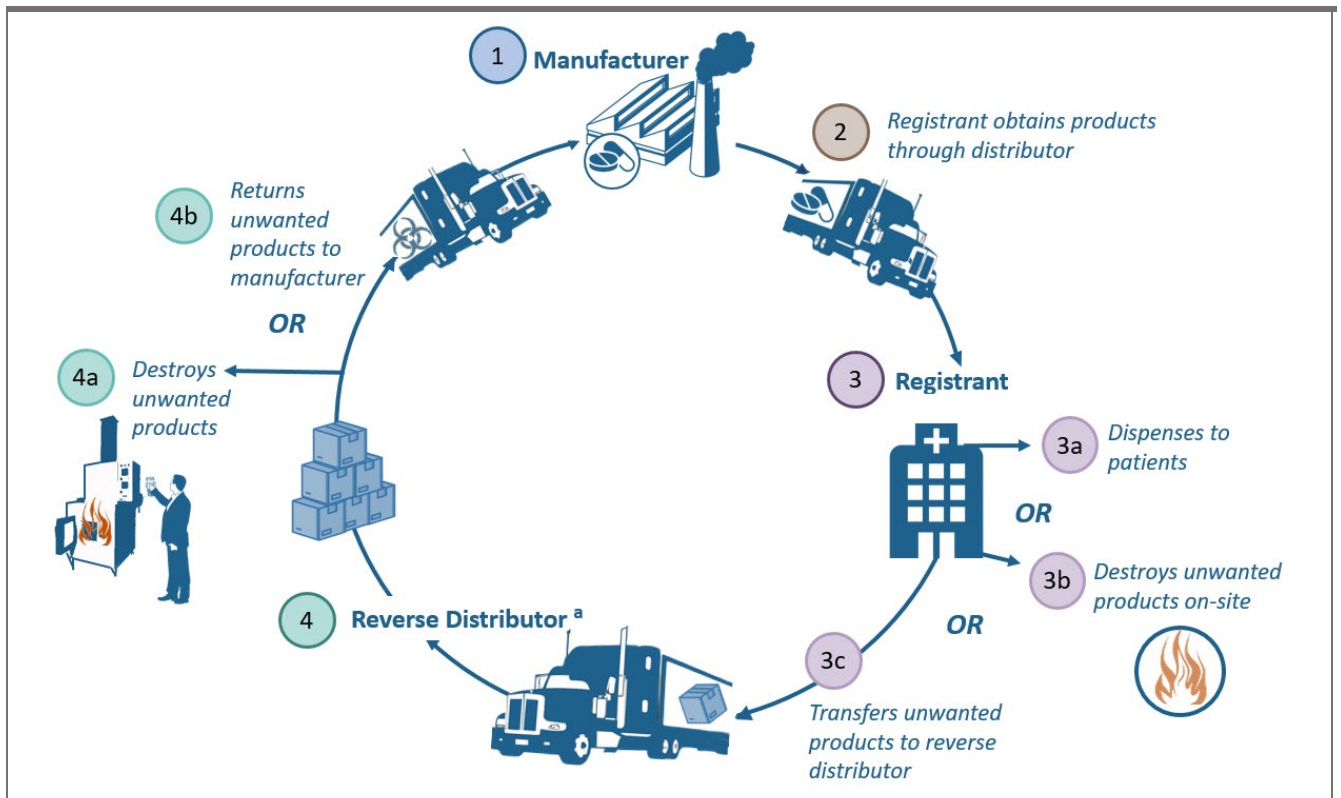 1
Manufacturer
2
Registrant obtains products
through distributor
3
Registrant
3a
Dispenses to
patients
OR
3b
Destroys unwanted
products on-site
OR
3c
Transfers unwanted
products to reverse
distributor
4
Reverse Distributor a
4a
Destroys
unwanted
products
OR
4b
Returns
unwanted
products to
manufacturer